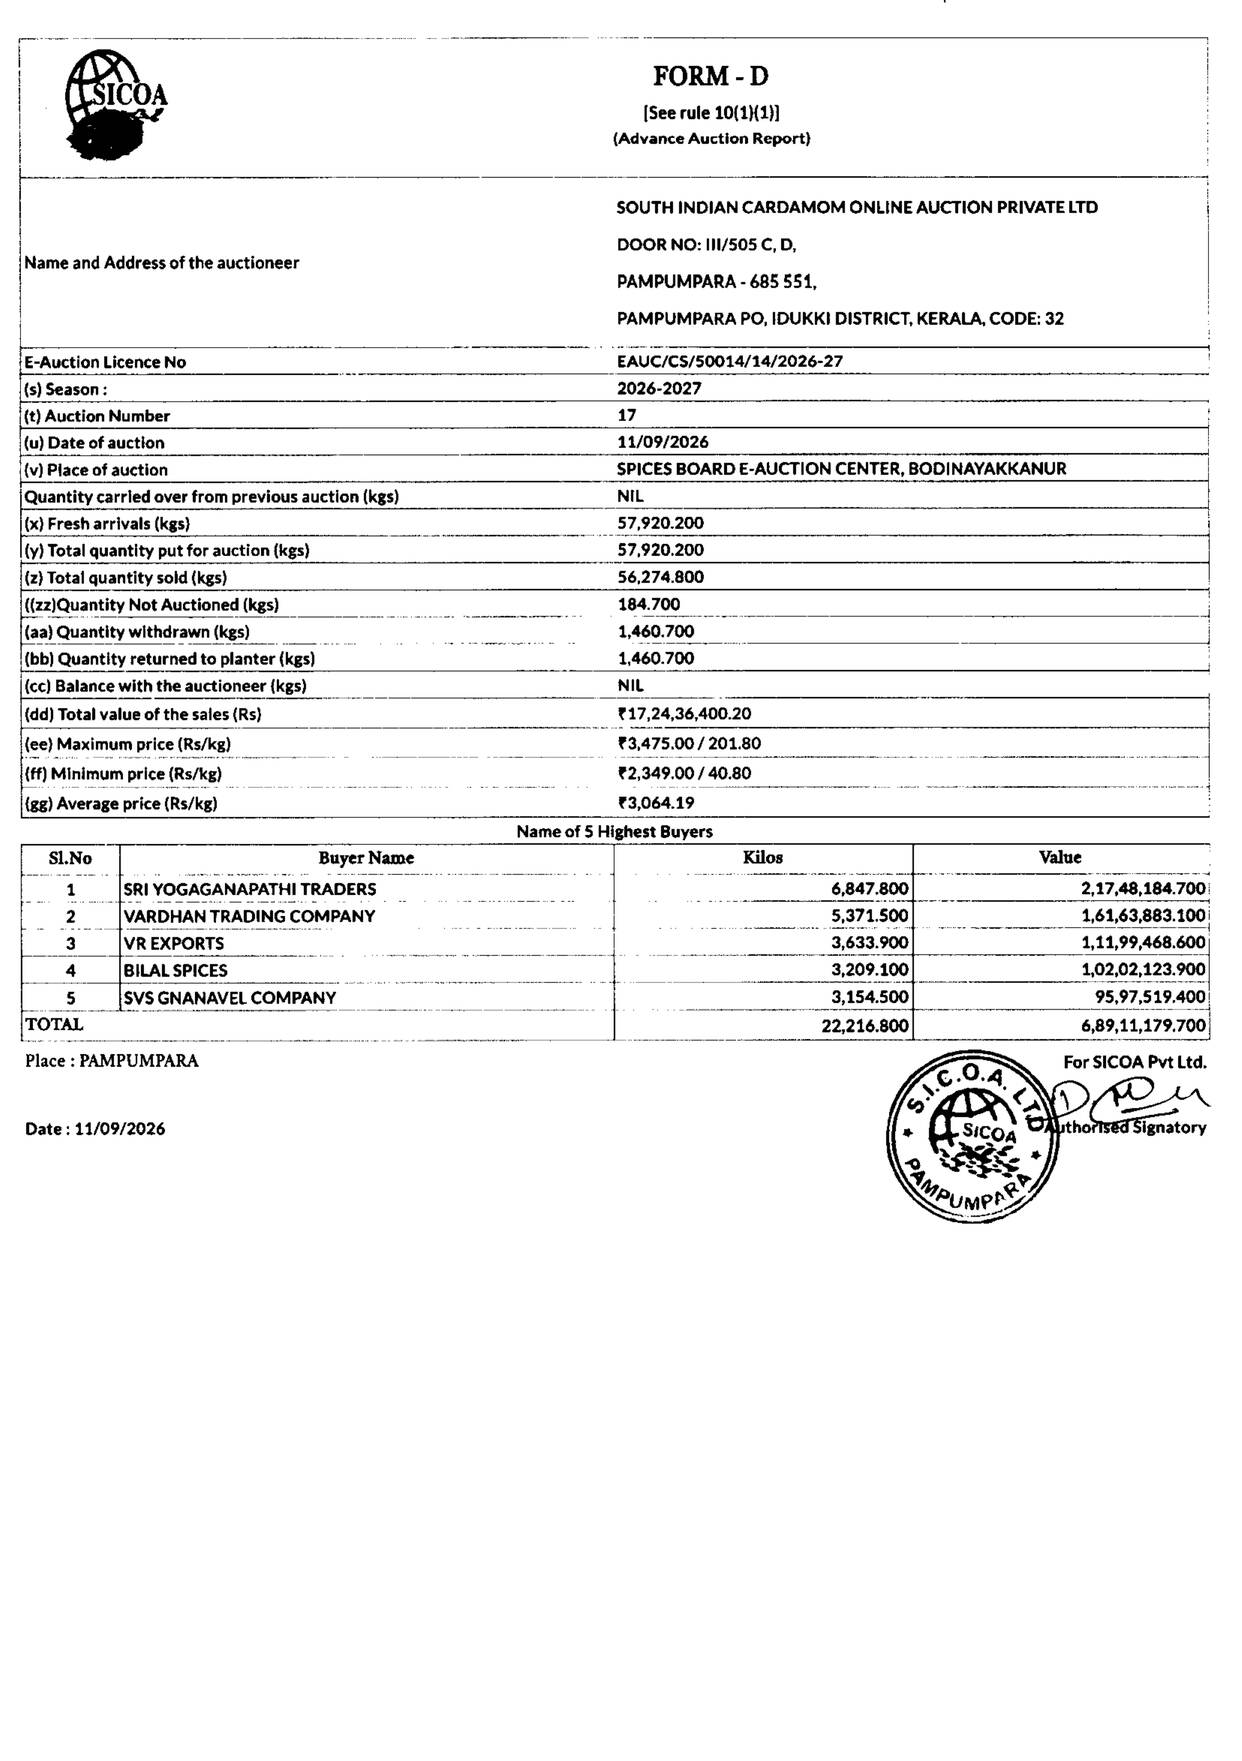 SICOA
FORM - D
[See rule 10(1)(1)]
(Advance Auction Report)
Name and Address of the auctioneer
SOUTH INDIAN CARDAMOM ONLINE AUCTION PRIVATE LTD
DOOR NO: III/505 C, D,
PAMPUMPARA - 685 551,
PAMPUMPARA PO, IDUKKI DISTRICT, KERALA, CODE: 32
E-Auction Licence No EAUC/CS/50014/14/2026-27
(s) Season : 2026-2027
(t) Auction Number 17
(u) Date of auction 11/09/2026
(v) Place of auction SPICES BOARD E-AUCTION CENTER, BODINAYAKKANUR
Quantity carried over from previous auction (kgs) NIL
(x) Fresh arrivals (kgs) 57,920.200
(y) Total quantity put for auction (kgs) 57,920.200
(z) Total quantity sold (kgs) 56,274.800
((zz)Quantity Not Auctioned (kgs) 184.700
(aa) Quantity withdrawn (kgs) 1,460.700
(bb) Quantity returned to planter (kgs) 1,460.700
(cc) Balance with the auctioneer (kgs) NIL
(dd) Total value of the sales (Rs) ₹17,24,36,400.20
(ee) Maximum price (Rs/kg) ₹3,475.00 / 201.80
(ff) Minimum price (Rs/kg) ₹2,349.00 / 40.80
(gg) Average price (Rs/kg) ₹3,064.19
Name of 5 Highest Buyers
Sl.No Buyer Name Kilos Value
1 SRI YOGAGANAPATHI TRADERS 6,847.800 2,17,48,184.700
2 VARDHAN TRADING COMPANY 5,371.500 1,61,63,883.100
3 VR EXPORTS 3,633.900 1,11,99,468.600
4 BILAL SPICES 3,209.100 1,02,02,123.900
5 SVS GNANAVEL COMPANY 3,154.500 95,97,519.400
TOTAL 22,216.800 6,89,11,179.700
Place : PAMPUMPARA
For SICOA Pvt Ltd.
Date : 11/09/2026
Authorised Signatory
S.I.C.O.A. LTD
SICOA
PAMPUMPARA